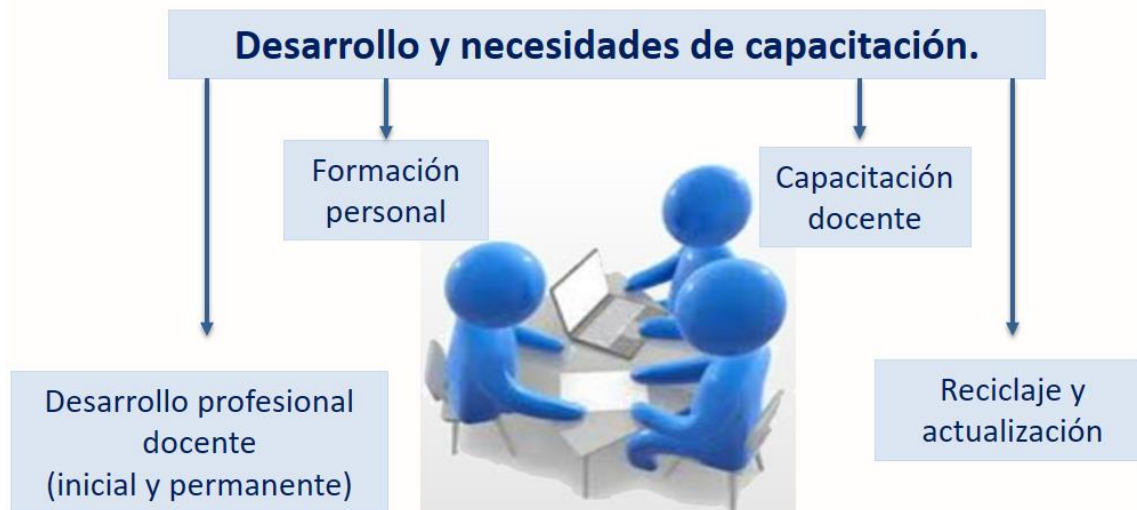 Desarrollo y necesidades de capacitación.
Formación
personal
Capacitación
docente
Desarrollo profesional
docente
(inicial y permanente)
Reciclaje y
actualización